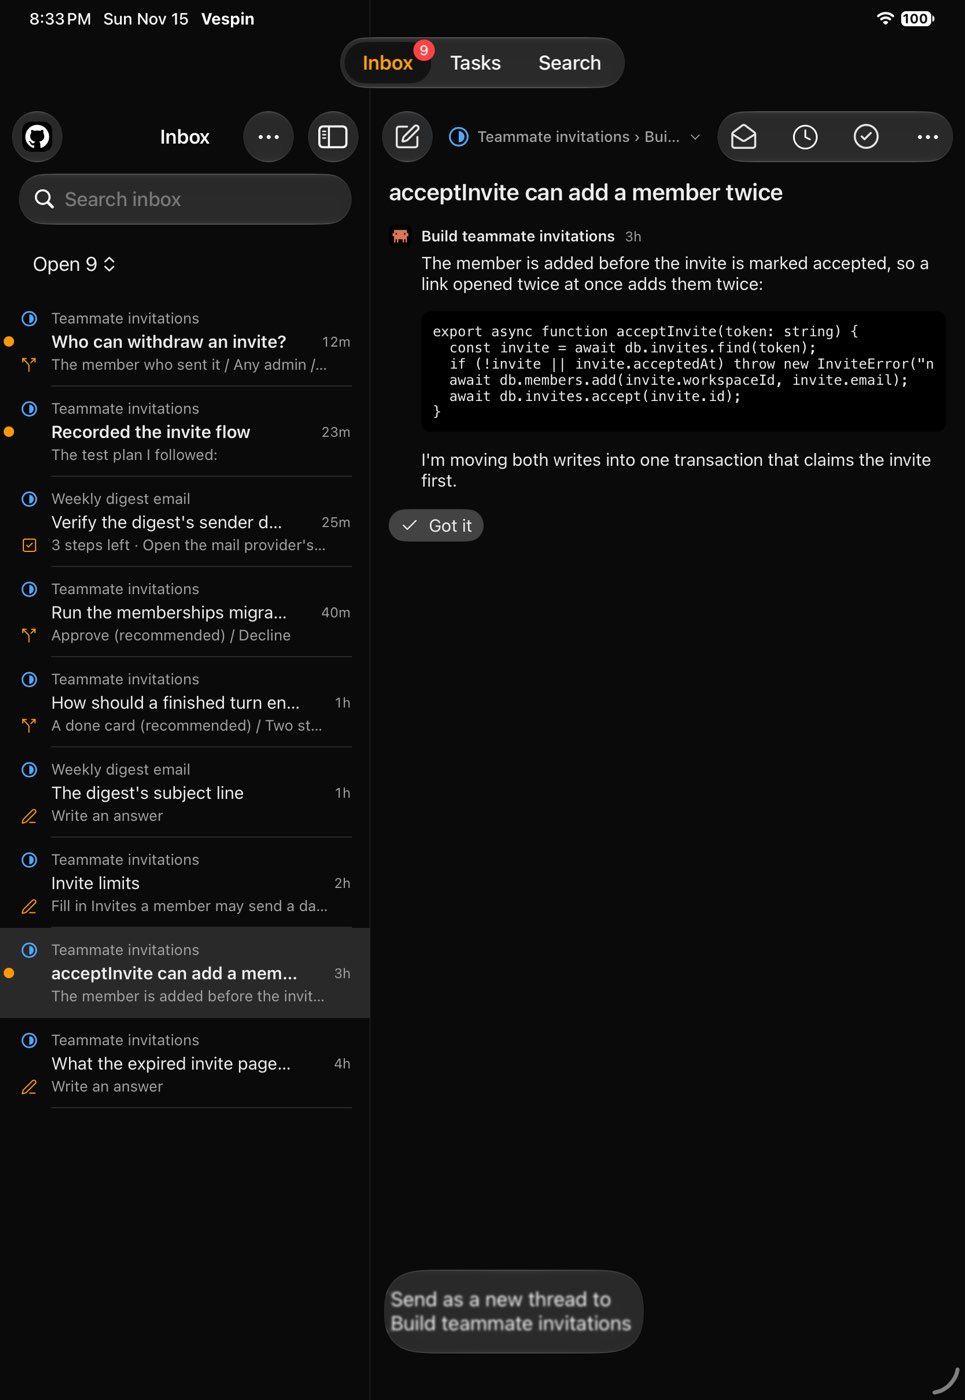 8:33 PM Sun Nov 15 Vespin
100
Inbox 9 Tasks Search
Inbox
Search inbox
Open 9
Teammate invitations
Who can withdraw an invite? 12m
The member who sent it / Any admin /...
Teammate invitations
Recorded the invite flow 23m
The test plan I followed:
Weekly digest email
Verify the digest's sender d... 25m
3 steps left · Open the mail provider's...
Teammate invitations
Run the memberships migra... 40m
Approve (recommended) / Decline
Teammate invitations
How should a finished turn en... 1h
A done card (recommended) / Two st...
Weekly digest email
The digest's subject line 1h
Write an answer
Teammate invitations
Invite limits 2h
Fill in Invites a member may send a da...
Teammate invitations
acceptInvite can add a mem... 3h
The member is added before the invit...
Teammate invitations
What the expired invite page... 4h
Write an answer
Teammate invitations › Bui...
acceptInvite can add a member twice
Build teammate invitations 3h
The member is added before the invite is marked accepted, so a
link opened twice at once adds them twice:
export async function acceptInvite(token: string) {
const invite = await db.invites.find(token);
if (!invite || invite.acceptedAt) throw new InviteError("n
await db.members.add(invite.workspaceId, invite.email);
await db.invites.accept(invite.id);
}
I'm moving both writes into one transaction that claims the invite
first.
Got it
Send as a new thread to
Build teammate invitations